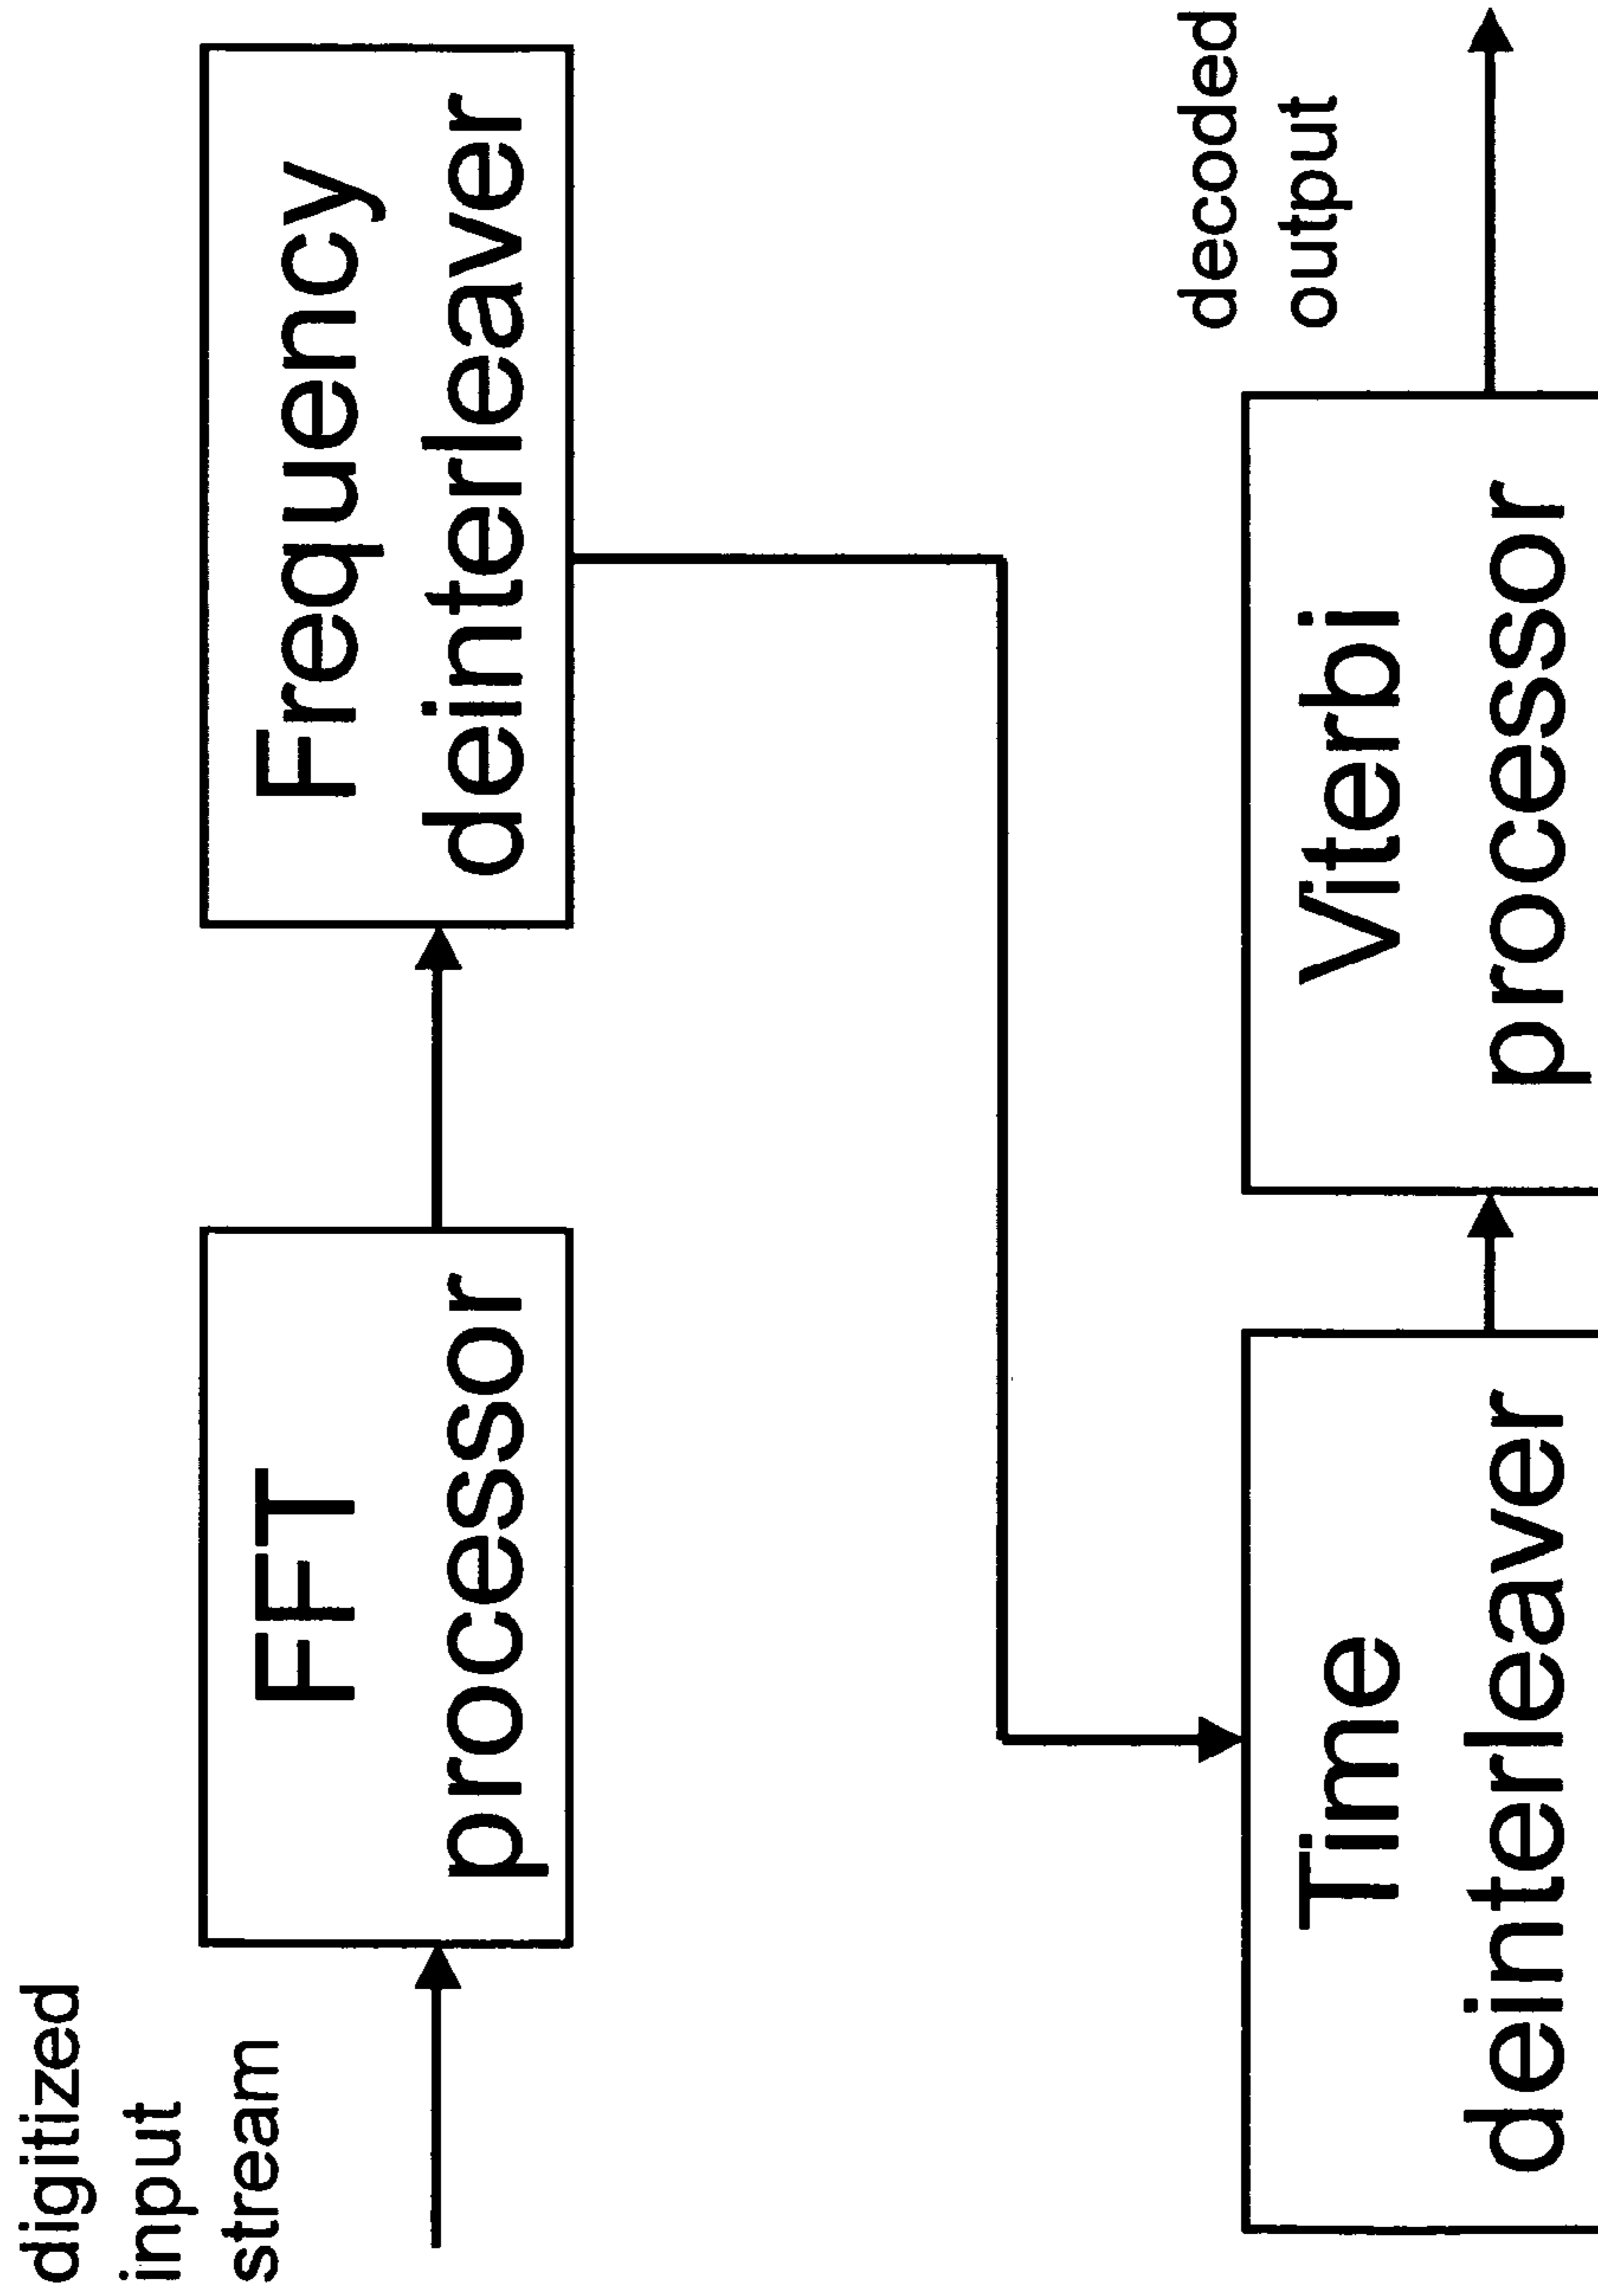 digitized
input
stream
FFT
processor
Frequency
deinterleaver
Time
deinterleaver
Viterbi
processor
decoded
output